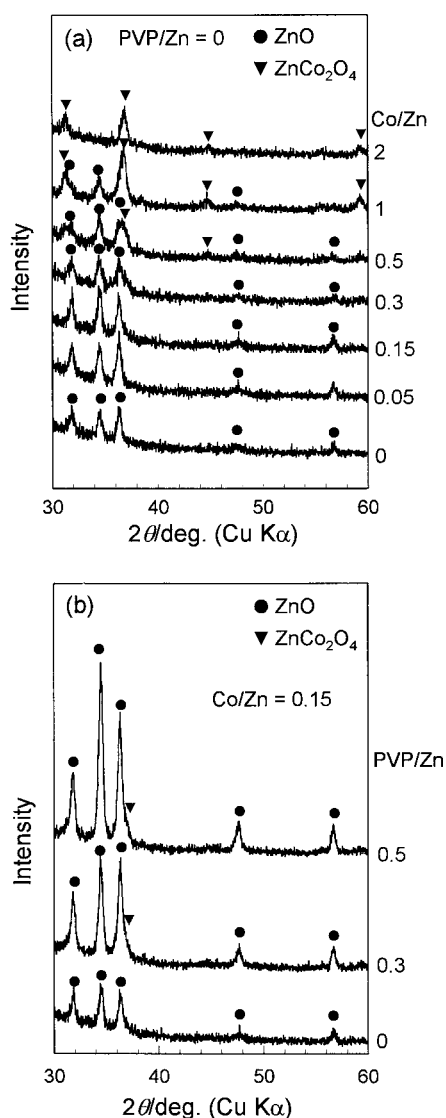 (a) PVP/Zn = 0 ● ZnO
▼ ZnCo₂O₄
Co/Zn
2
1
0.5
0.3
0.15
0.05
0
Intensity
30 40 50 60
2θ/deg. (Cu Kα)
(b) ● ZnO
▼ ZnCo₂O₄
Co/Zn = 0.15
PVP/Zn
0.5
0.3
0
Intensity
30 40 50 60
2θ/deg. (Cu Kα)